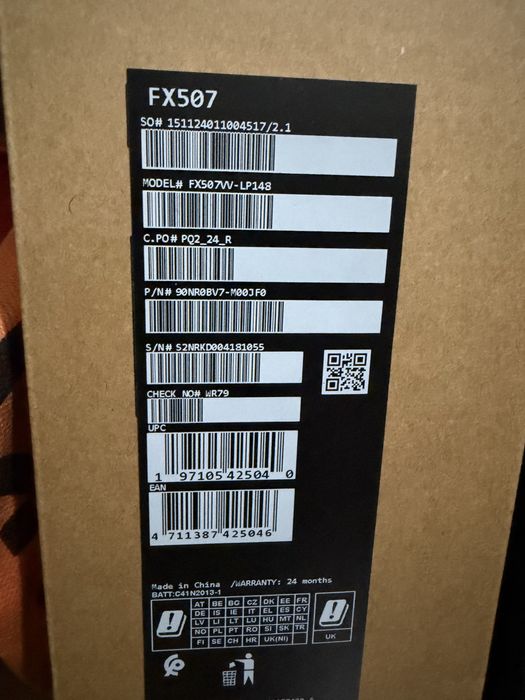 FX507
SO# 151124011004517/2.1
MODEL# FX507VV-LP148
C.PO# PQ2_24_R
P/N# 90NR0BV7-M00JF0
S/N# S2NRKD004181055
CHECK NO# WR79
UPC
1 97105 42504 0
EAN
4 711387 425046
Made in China /WARRANTY: 24 months
BATT:C41N2013-1
AT BE BG CZ DK EE FR
DE IS IE IT EL ES CY
LV LI LT LU HU MT NL
NO PL PT RO SI SK TR
FI SE CH HR UK(NI)
UK